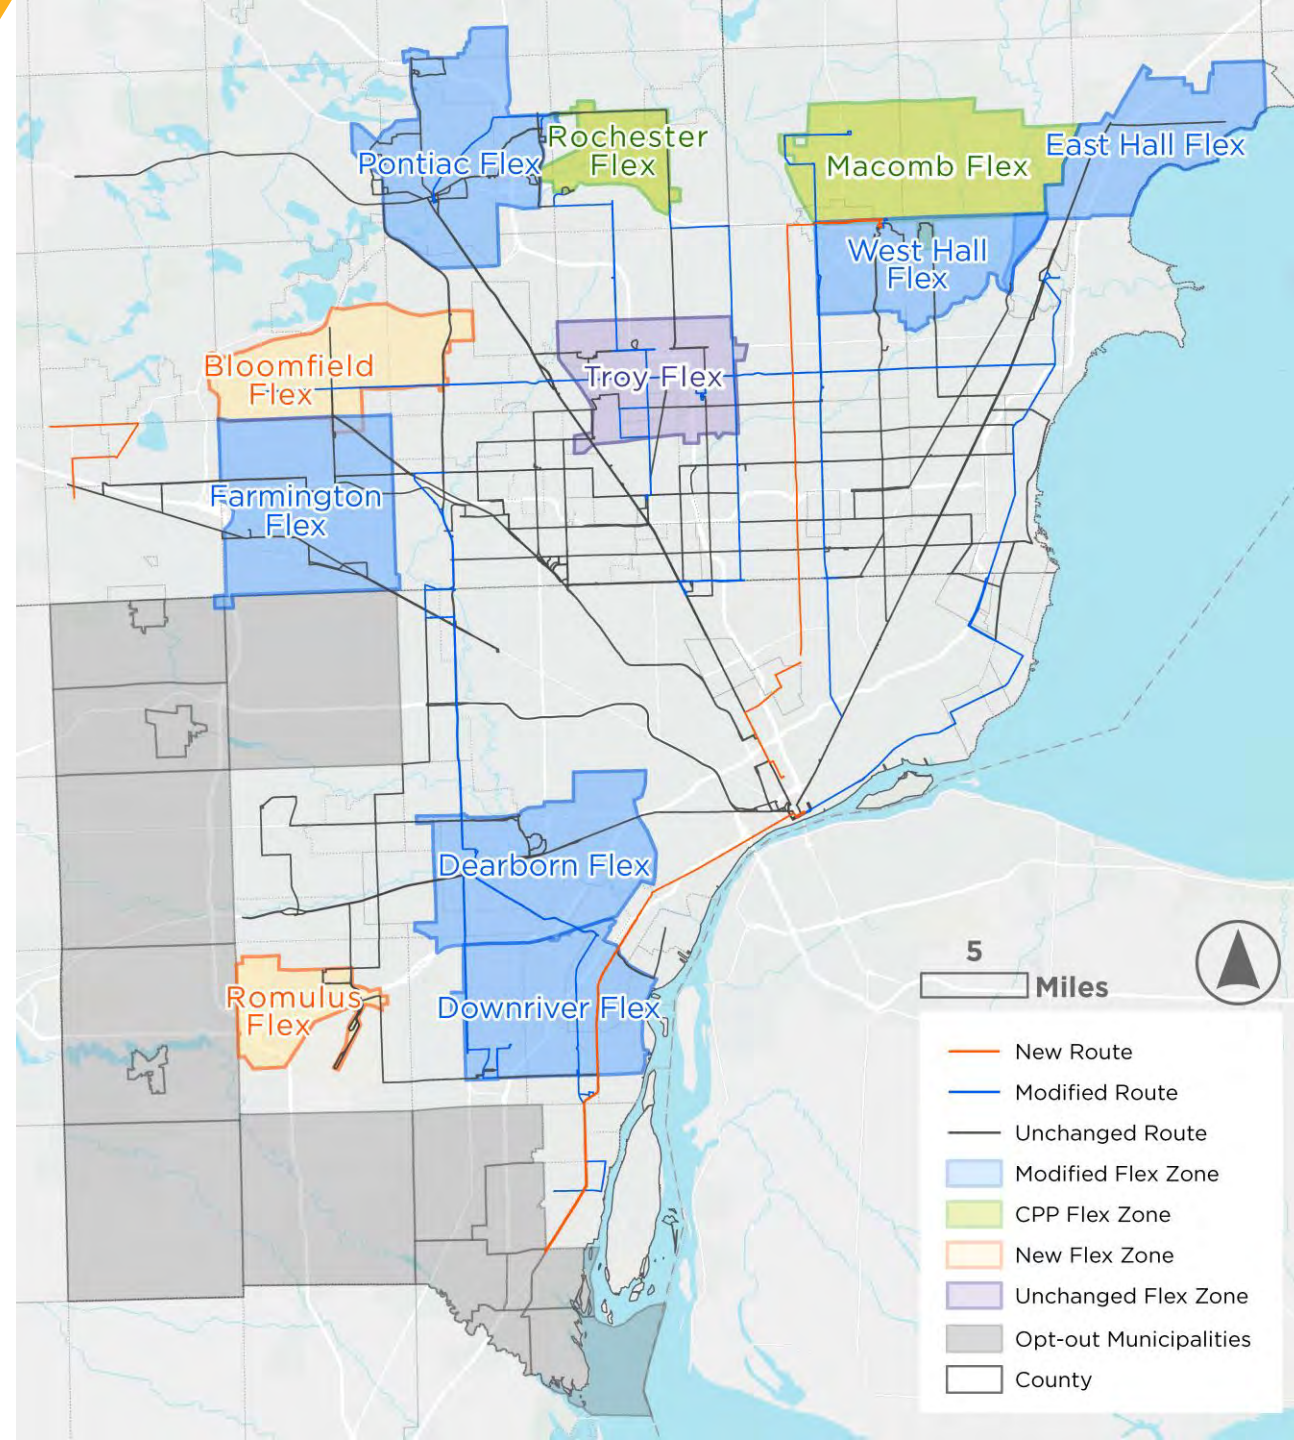 Rochester
Flex
Pontiac Flex
Macomb Flex
East Hall Flex
West Hall
Flex
Bloomfield
Flex
Troy Flex
Farmington
Flex
Dearborn Flex
Romulus
Flex
Downriver Flex
5
Miles
New Route
Modified Route
Unchanged Route
Modified Flex Zone
CPP Flex Zone
New Flex Zone
Unchanged Flex Zone
Opt-out Municipalities
County